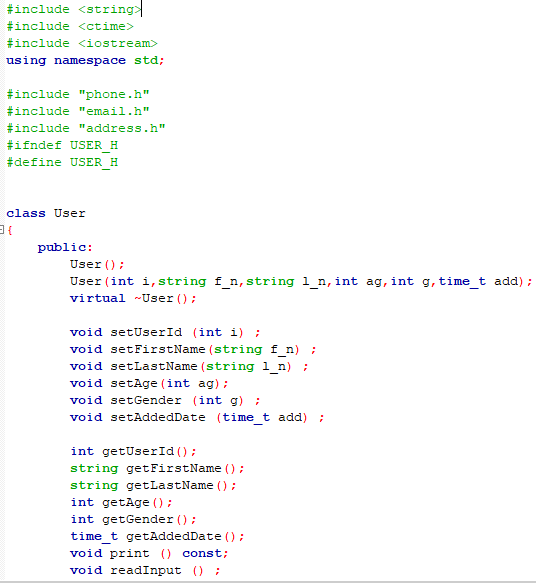 #include <string>
#include <ctime>
#include <iostream>
using namespace std;
#include "phone.h"
#include "email.h"
#include "address.h"
#ifndef USER_H
#define USER_H
class User
{
public:
User();
User(int i,string f_n,string l_n,int ag,int g,time_t add);
virtual ~User();
void setUserId (int i) ;
void setFirstName(string f_n) ;
void setLastName(string l_n) ;
void setAge(int ag);
void setGender (int g) ;
void setAddedDate (time_t add) ;
int getUserId();
string getFirstName();
string getLastName();
int getAge();
int getGender();
time_t getAddedDate();
void print () const;
void readInput () ;